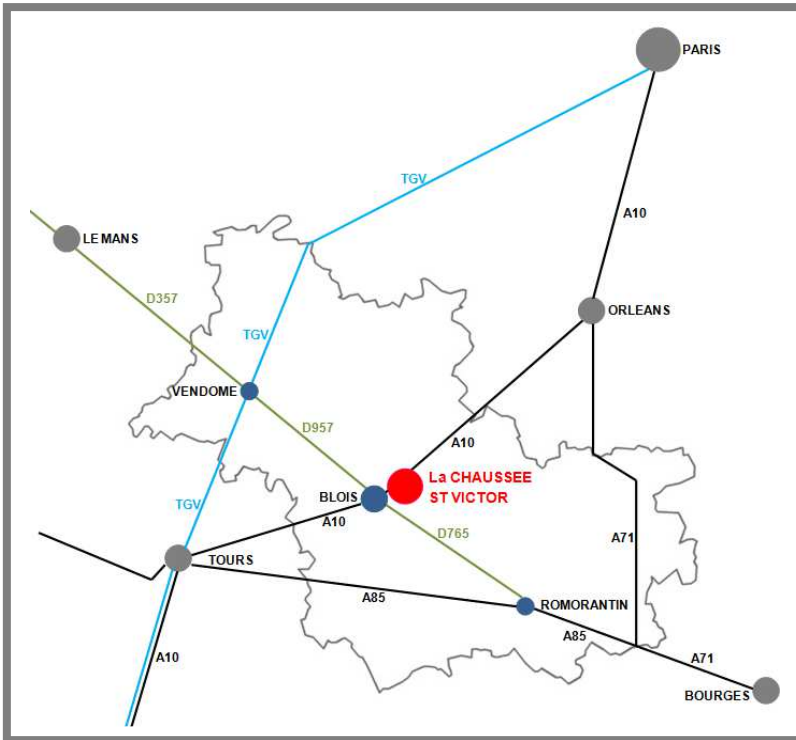 PARIS
TGV
A10
LE MANS
D357
ORLEANS
TGV
VENDOME
D957
A10
La CHAUSSEE
ST VICTOR
BLOIS
TGV
A10
D765
A71
TOURS
A85
ROMORANTIN
A85
A10
A71
BOURGES